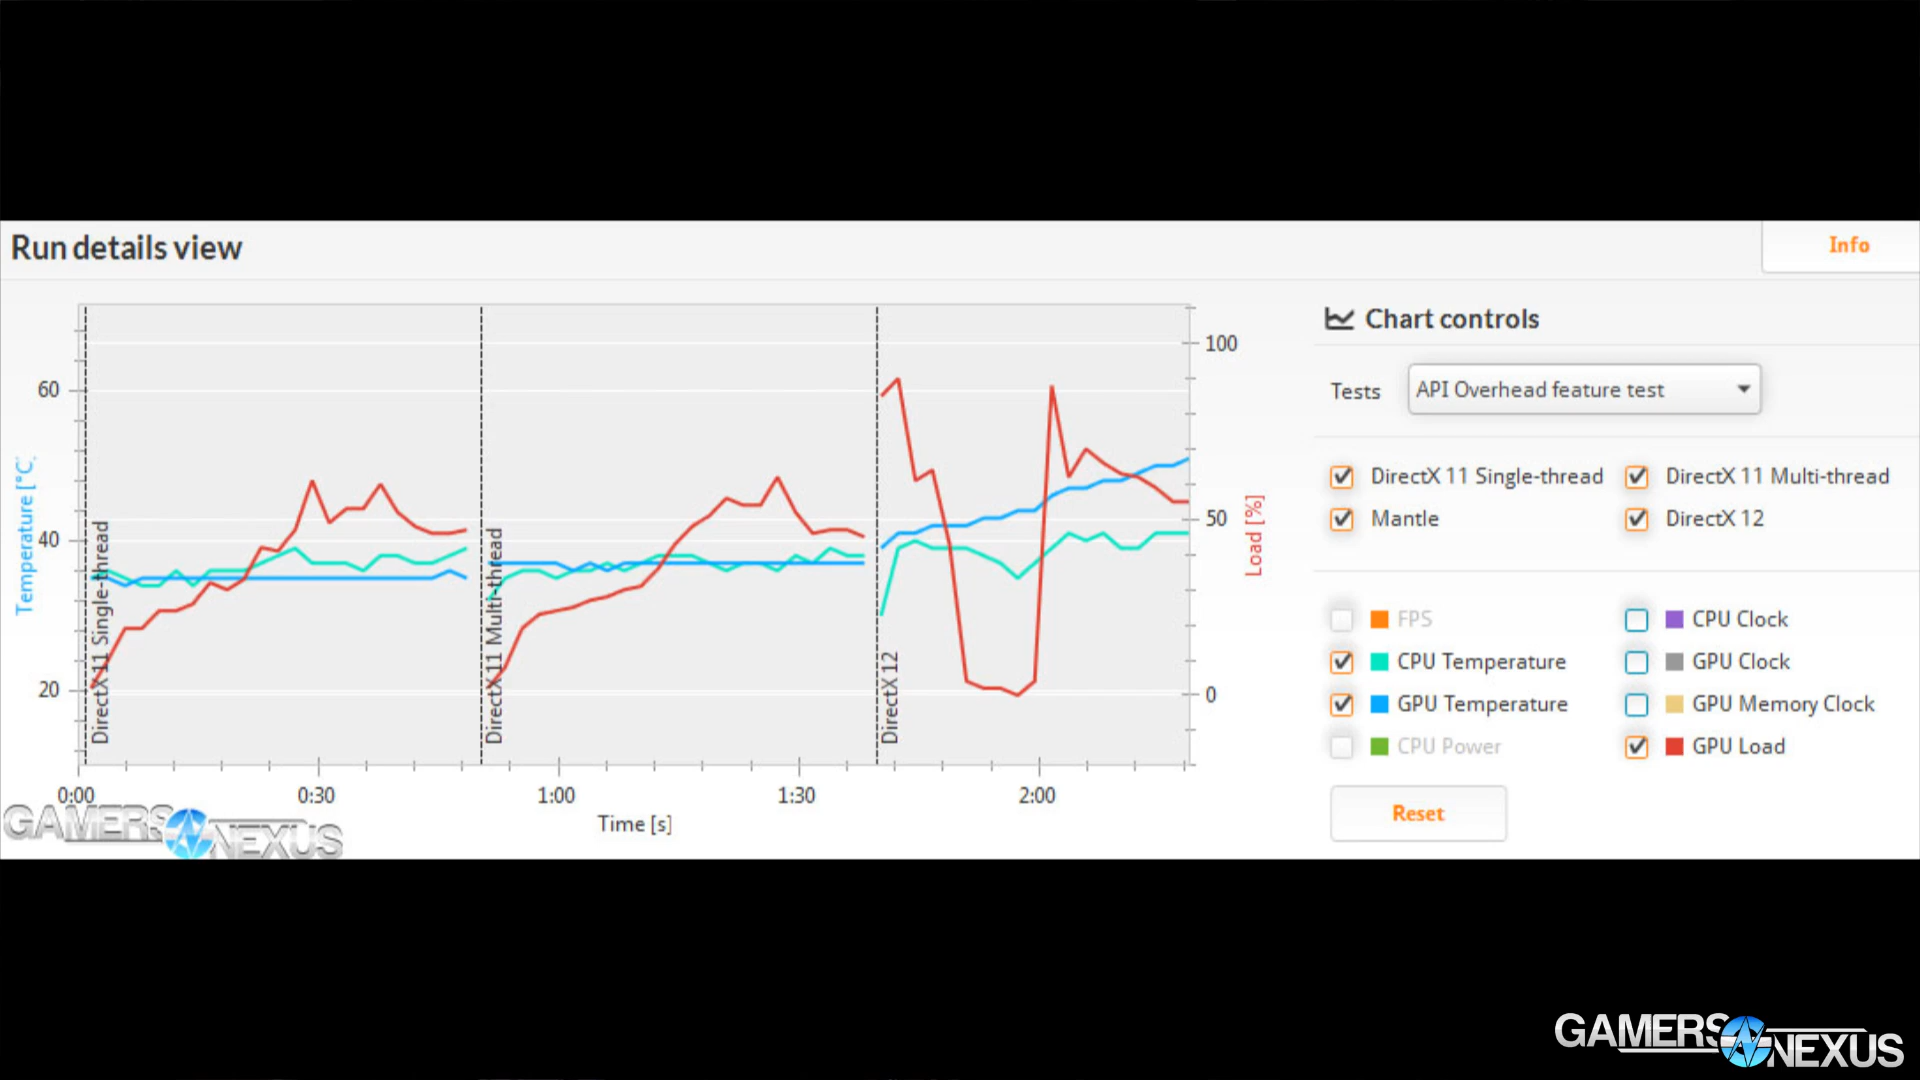 Run details view
Info
Chart controls
Tests
API Overhead feature test
DirectX 11 Single-thread
DirectX 11 Multi-thread
Mantle
DirectX 12
FPS
CPU Clock
CPU Temperature
GPU Clock
GPU Temperature
GPU Memory Clock
CPU Power
GPU Load
Reset
Temperature [°C]
60
40
20
DirectX 11 Single-thread
DirectX 11 Multi-thread
DirectX 12
100
50
0
Load [%]
0:00
0:30
1:00
1:30
2:00
Time [s]
GAMERS NEXUS
GAMERS NEXUS